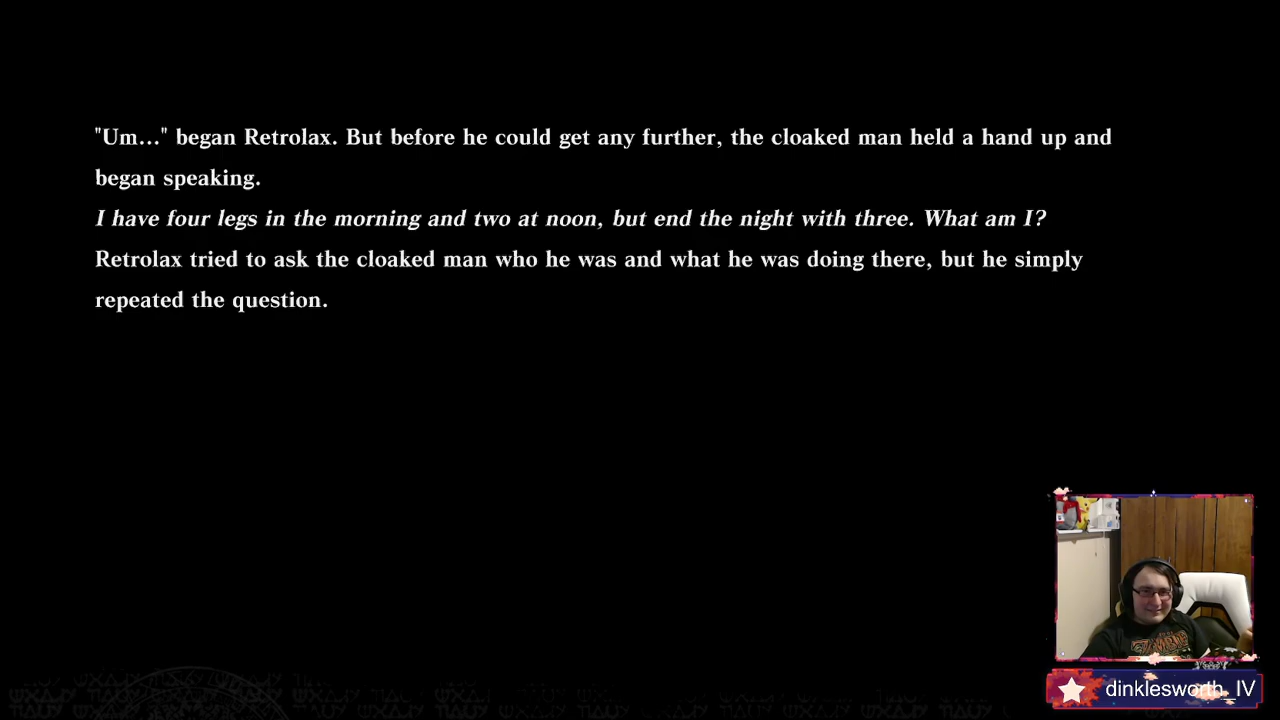 "Um..." began Retrolax. But before he could get any further, the cloaked man held a hand up and
began speaking.
I have four legs in the morning and two at noon, but end the night with three. What am I?
Retrolax tried to ask the cloaked man who he was and what he was doing there, but he simply
repeated the question.
dinklesworth_IV